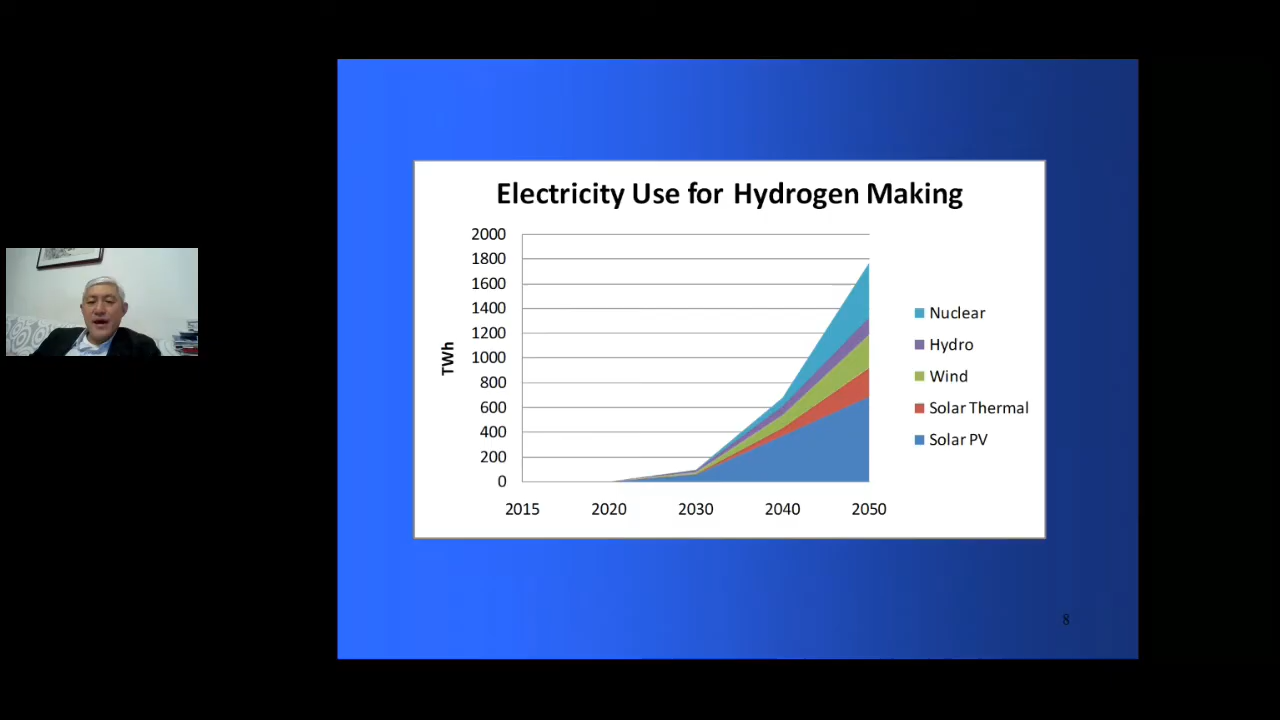 Electricity Use for Hydrogen Making
2000
1800
1600
1400
1200
1000
800
600
400
200
0
TWh
2015 2020 2030 2040 2050
Nuclear
Hydro
Wind
Solar Thermal
Solar PV
8